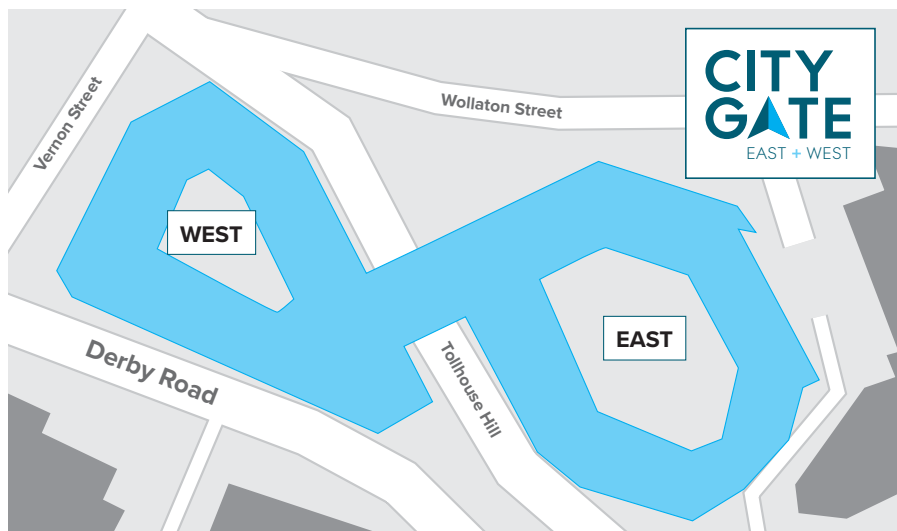 CITY
GATE
EAST + WEST
Vernon Street
Wollaton Street
WEST
EAST
Derby Road
Tollhouse Hill